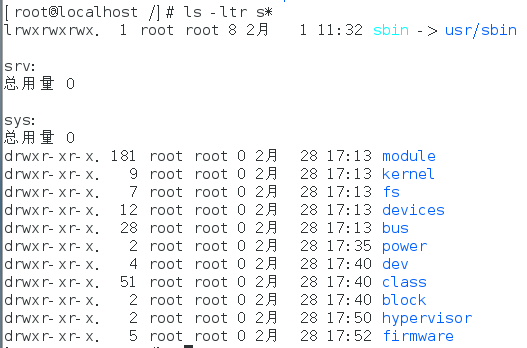 [root@localhost /]# ls -ltr s*
lrwxrwxrwx. 1 root root 8 2月 1 11:32 sbin -> usr/sbin
srv:
总用量 0
sys:
总用量 0
drwxr-xr-x. 181 root root 0 2月 28 17:13 module
drwxr-xr-x. 9 root root 0 2月 28 17:13 kernel
drwxr-xr-x. 7 root root 0 2月 28 17:13 fs
drwxr-xr-x. 12 root root 0 2月 28 17:13 devices
drwxr-xr-x. 28 root root 0 2月 28 17:13 bus
drwxr-xr-x. 2 root root 0 2月 28 17:35 power
drwxr-xr-x. 4 root root 0 2月 28 17:40 dev
drwxr-xr-x. 51 root root 0 2月 28 17:40 class
drwxr-xr-x. 2 root root 0 2月 28 17:40 block
drwxr-xr-x. 2 root root 0 2月 28 17:50 hypervisor
drwxr-xr-x. 5 root root 0 2月 28 17:52 firmware